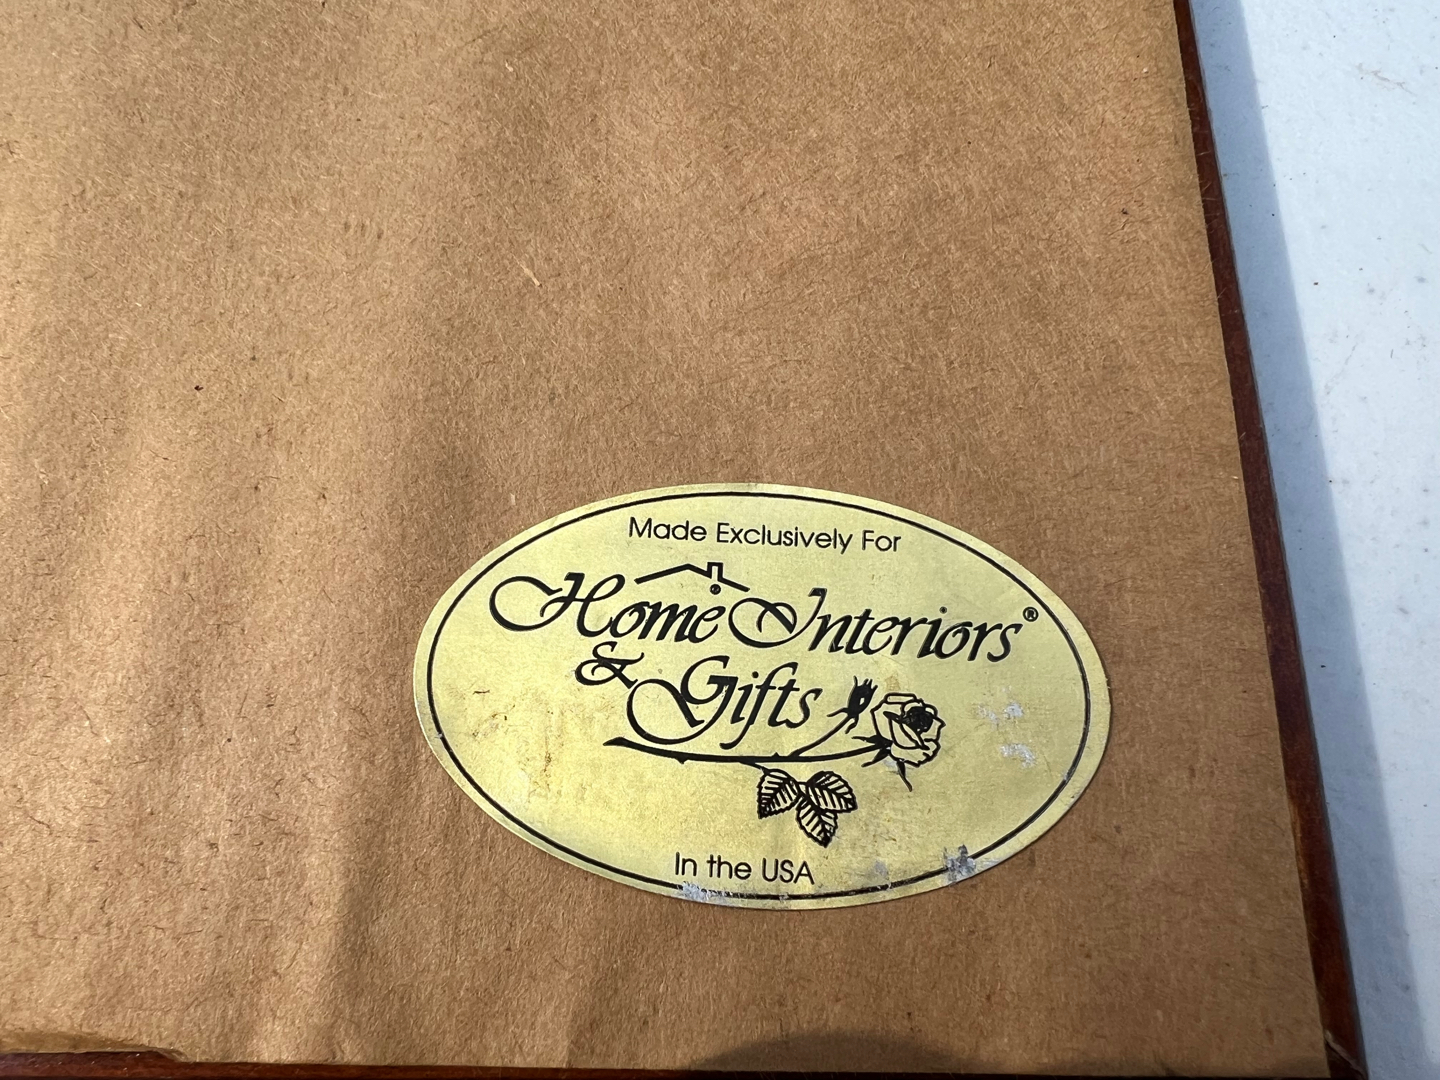 Made Exclusively For
Home Interiors®
& Gifts
In the USA